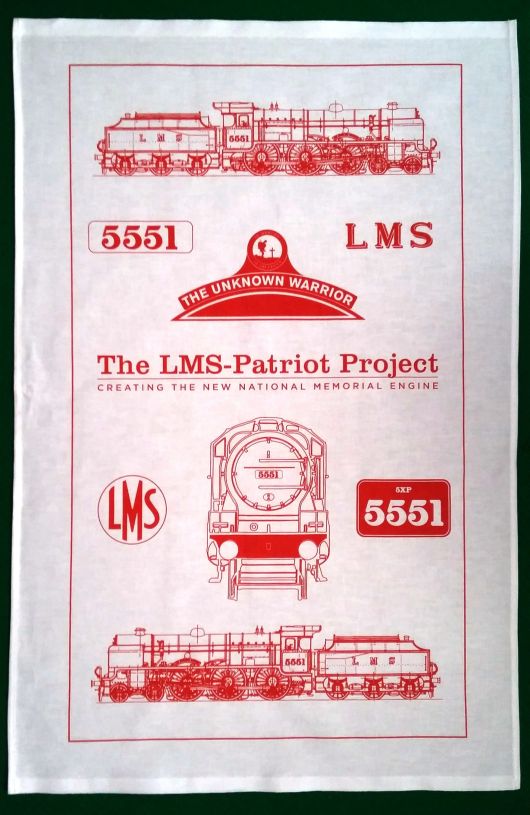 L M S
5551
5551
LMS
THE UNKNOWN WARRIOR
The LMS-Patriot Project
CREATING THE NEW NATIONAL MEMORIAL ENGINE
5551
LMS
5XP
5551
5551
L M S